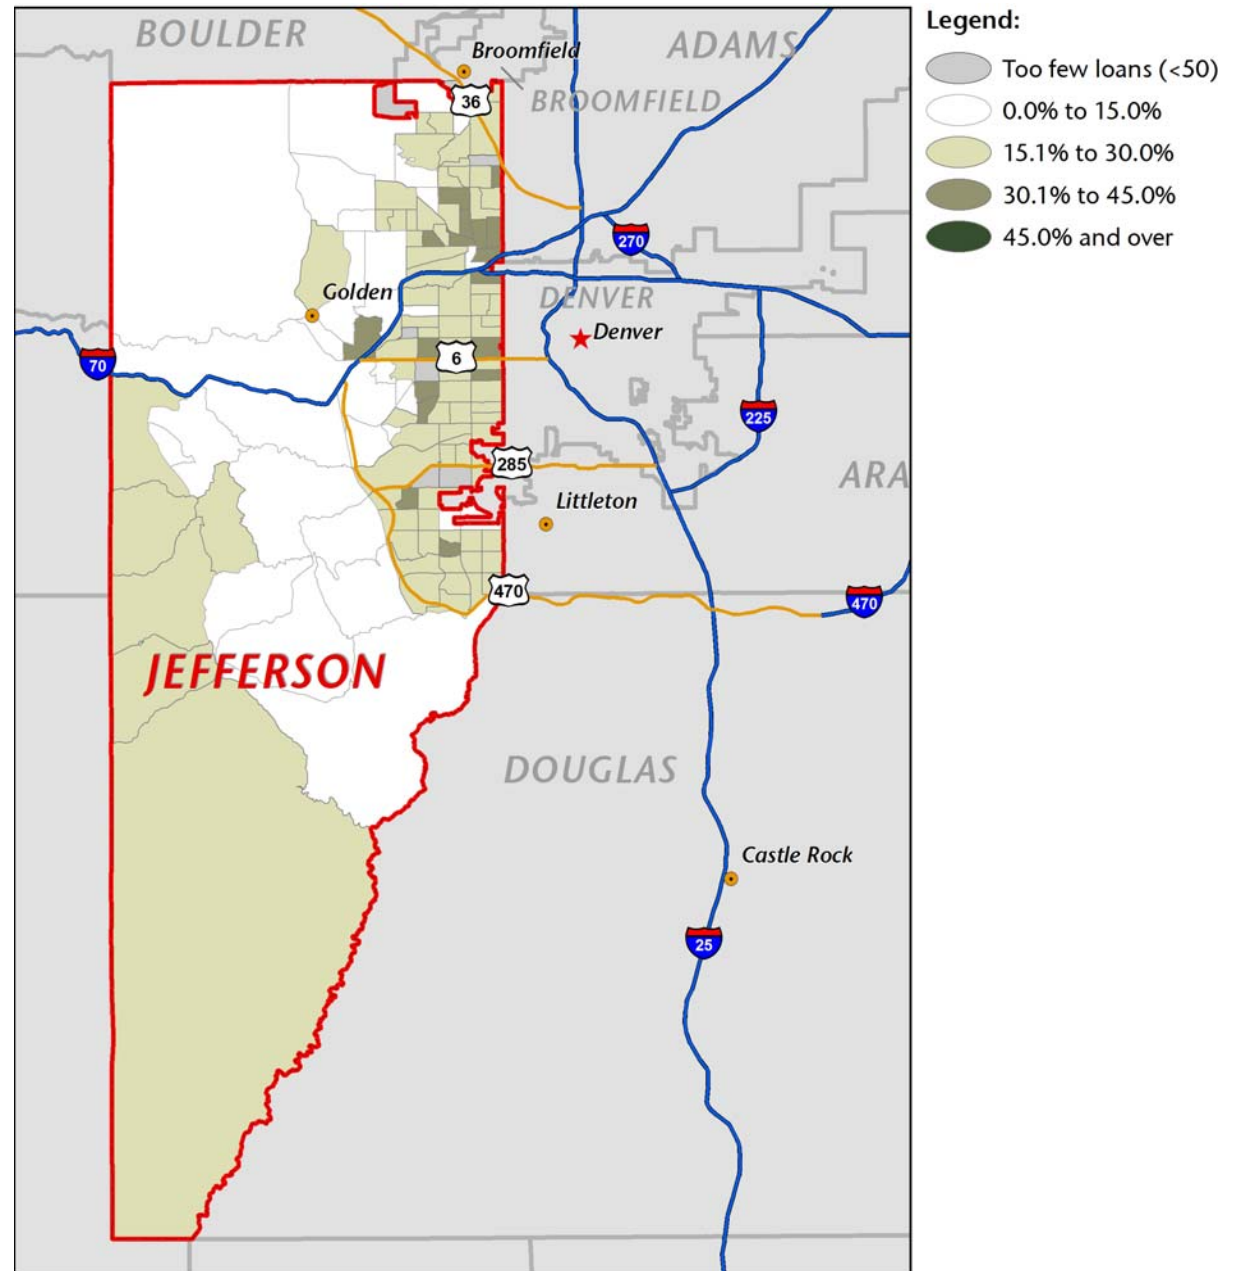 BOULDER
ADAMS
Broomfield
BROOMFIELD
36
270
Golden
DENVER
Denver
70
6
225
285
ARA
Littleton
470
470
JEFFERSON
DOUGLAS
Castle Rock
25
Legend:
Too few loans (<50)
0.0% to 15.0%
15.1% to 30.0%
30.1% to 45.0%
45.0% and over